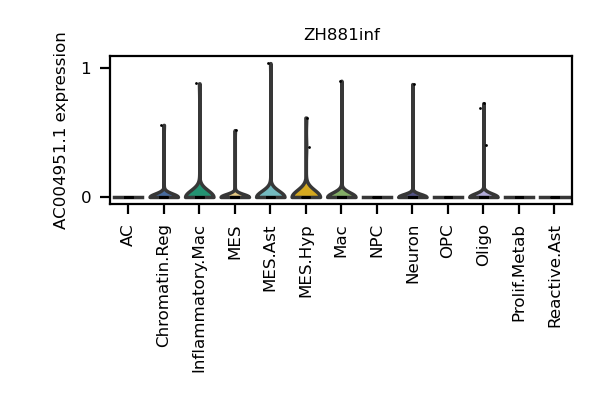 ZH881inf
AC004951.1 expression
1
0
AC
Chromatin.Reg
Inflammatory.Mac
MES
MES.Ast
MES.Hyp
Mac
NPC
Neuron
OPC
Oligo
Prolif.Metab
Reactive.Ast